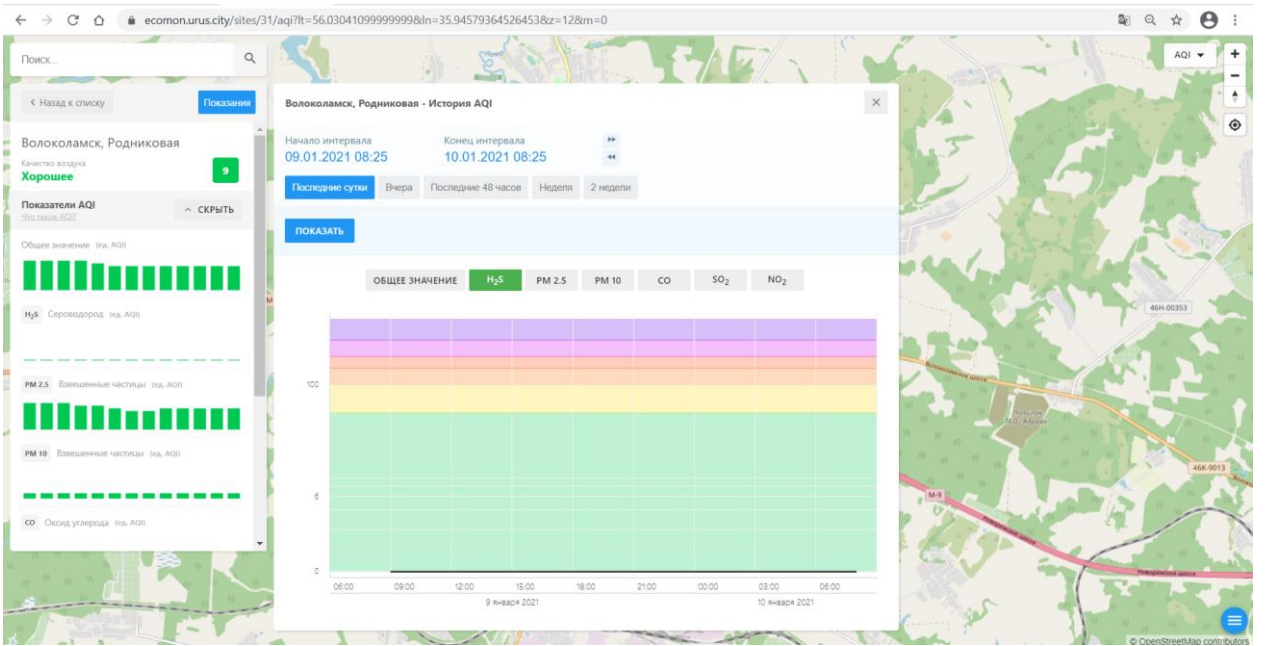 ecomon.urus.city/sites/31/aqi?lt=56.03041099999999&ln=35.94579364526453&z=12&m=0
Поиск...
AQI
Назад к списку
Показания
Волоколамск, Родниковая
Качество воздуха
Хорошее
9
Показатели AQI
Что такое AQI?
СКРЫТЬ
Общее значение (ед. AQI)
H₂S Сероводород (ед. AQI)
PM 2.5 Взвешенные частицы (ед. AQI)
PM 10 Взвешенные частицы (ед. AQI)
CO Оксид углерода (ед. AQI)
Волоколамск, Родниковая - История AQI
Начало интервала
09.01.2021 08:25
Конец интервала
10.01.2021 08:25
Последние сутки Вчера Последние 48 часов Неделя 2 недели
ПОКАЗАТЬ
ОБЩЕЕ ЗНАЧЕНИЕ H₂S PM 2.5 PM 10 CO SO₂ NO₂
100
6
0
06:00 09:00 12:00 15:00 18:00 21:00 00:00 03:00 06:00
9 января 2021 10 января 2021
46Н-00353
Волоколамское шоссе
46К-9013
М-9
Новорижское шоссе
Новорижское шоссе
© OpenStreetMap contributors